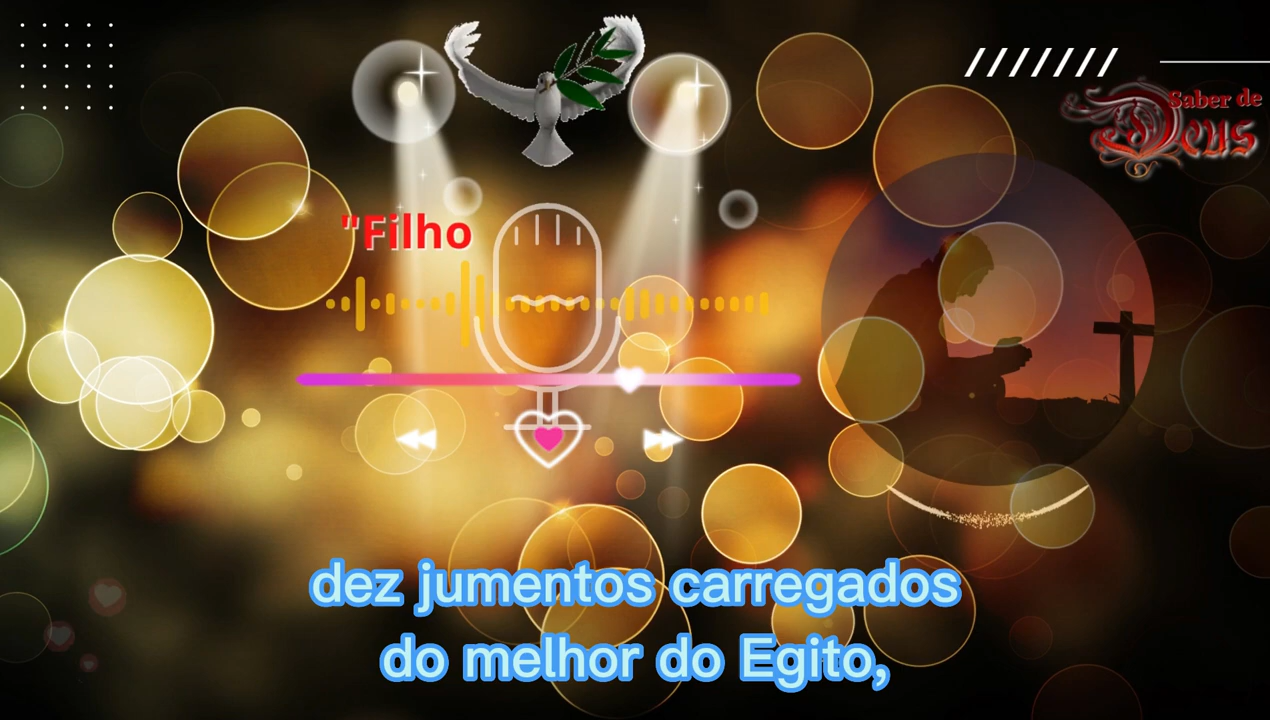 Saber de
Deus
"Filho
dez jumentos carregados
do melhor do Egito,